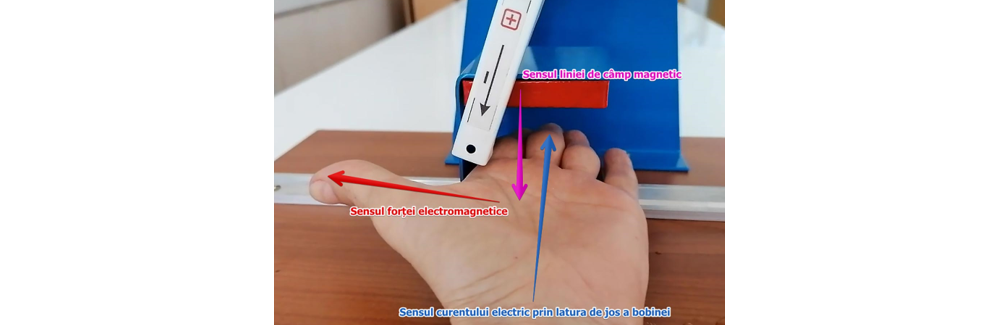 Sensul liniei de câmp magnetic
Sensul forței electromagnetice
Sensul curentului electric prin latura de jos a bobinei